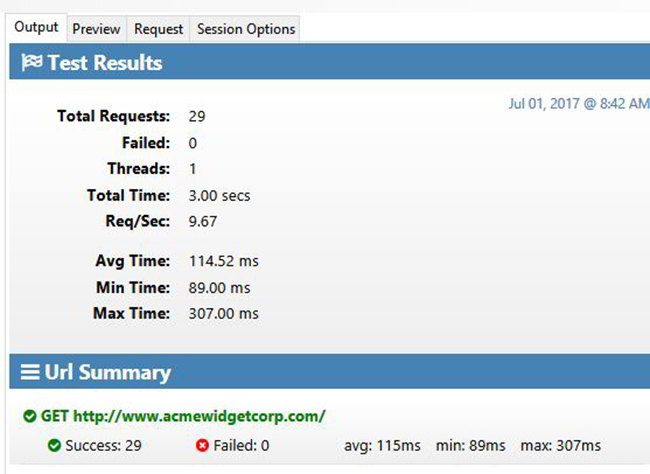 Output Preview Request Session Options
Test Results
Jul 01, 2017 @ 8:42 AM
Total Requests: 29
Failed: 0
Threads: 1
Total Time: 3.00 secs
Req/Sec: 9.67
Avg Time: 114.52 ms
Min Time: 89.00 ms
Max Time: 307.00 ms
Url Summary
GET http://www.acmewidgetcorp.com/
Success: 29 Failed: 0 avg: 115ms min: 89ms max: 307ms